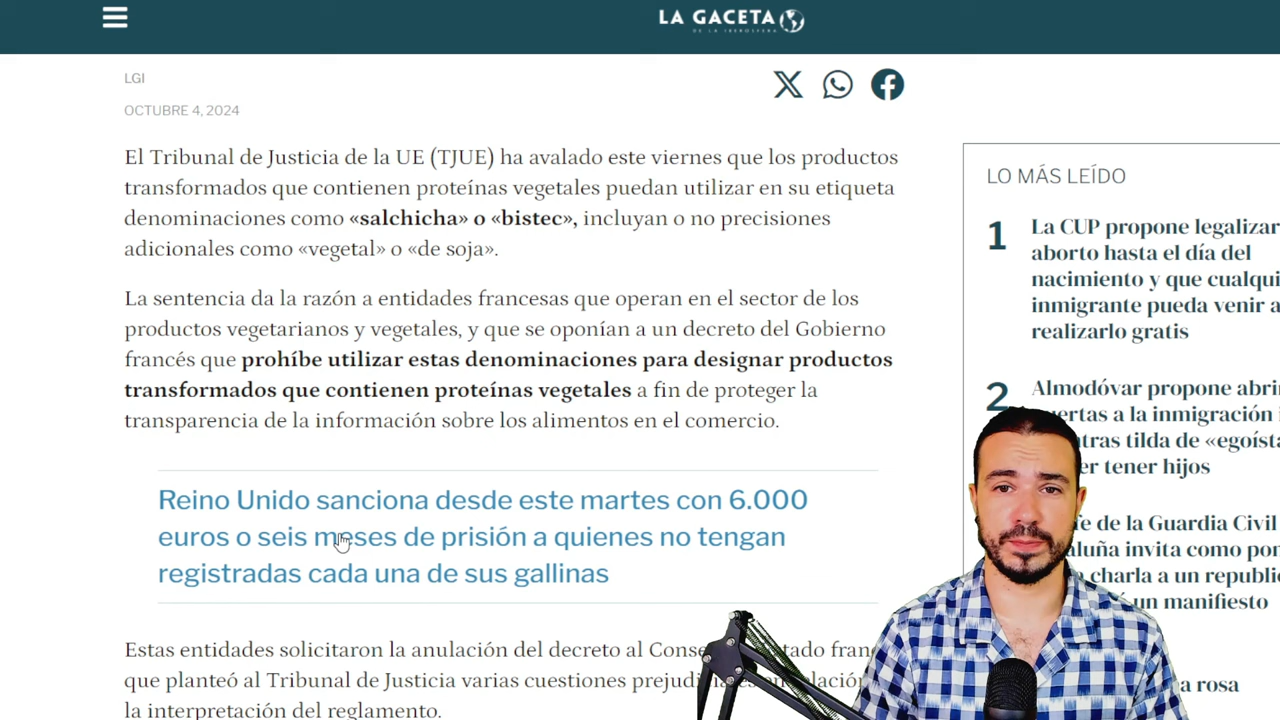 LA GACETA
DE LA IBEROSFERA
LGI
OCTUBRE 4, 2024
El Tribunal de Justicia de la UE (TJUE) ha avalado este viernes que los productos
transformados que contienen proteínas vegetales puedan utilizar en su etiqueta
denominaciones como «salchicha» o «bistec», incluyan o no precisiones
adicionales como «vegetal» o «de soja».
La sentencia da la razón a entidades francesas que operan en el sector de los
productos vegetarianos y vegetales, y que se oponían a un decreto del Gobierno
francés que prohíbe utilizar estas denominaciones para designar productos
transformados que contienen proteínas vegetales a fin de proteger la
transparencia de la información sobre los alimentos en el comercio.
Reino Unido sanciona desde este martes con 6.000
euros o seis meses de prisión a quienes no tengan
registradas cada una de sus gallinas
Estas entidades solicitaron la anulación del decreto al
que planteó al Tribunal de Justicia varias cuestiones
la interpretación del reglamento.
LO MÁS LEÍDO
1
La CUP propone legalizar
aborto hasta el día del
nacimiento y que cualqui
inmigrante pueda venir a
realizarlo gratis
2
Almodóvar propone abri
a la inmigración
tilda de «egoísta
tener hijos
de la Guardia Civil
invita como pon
charla a un republi
un manifiesto
a rosa